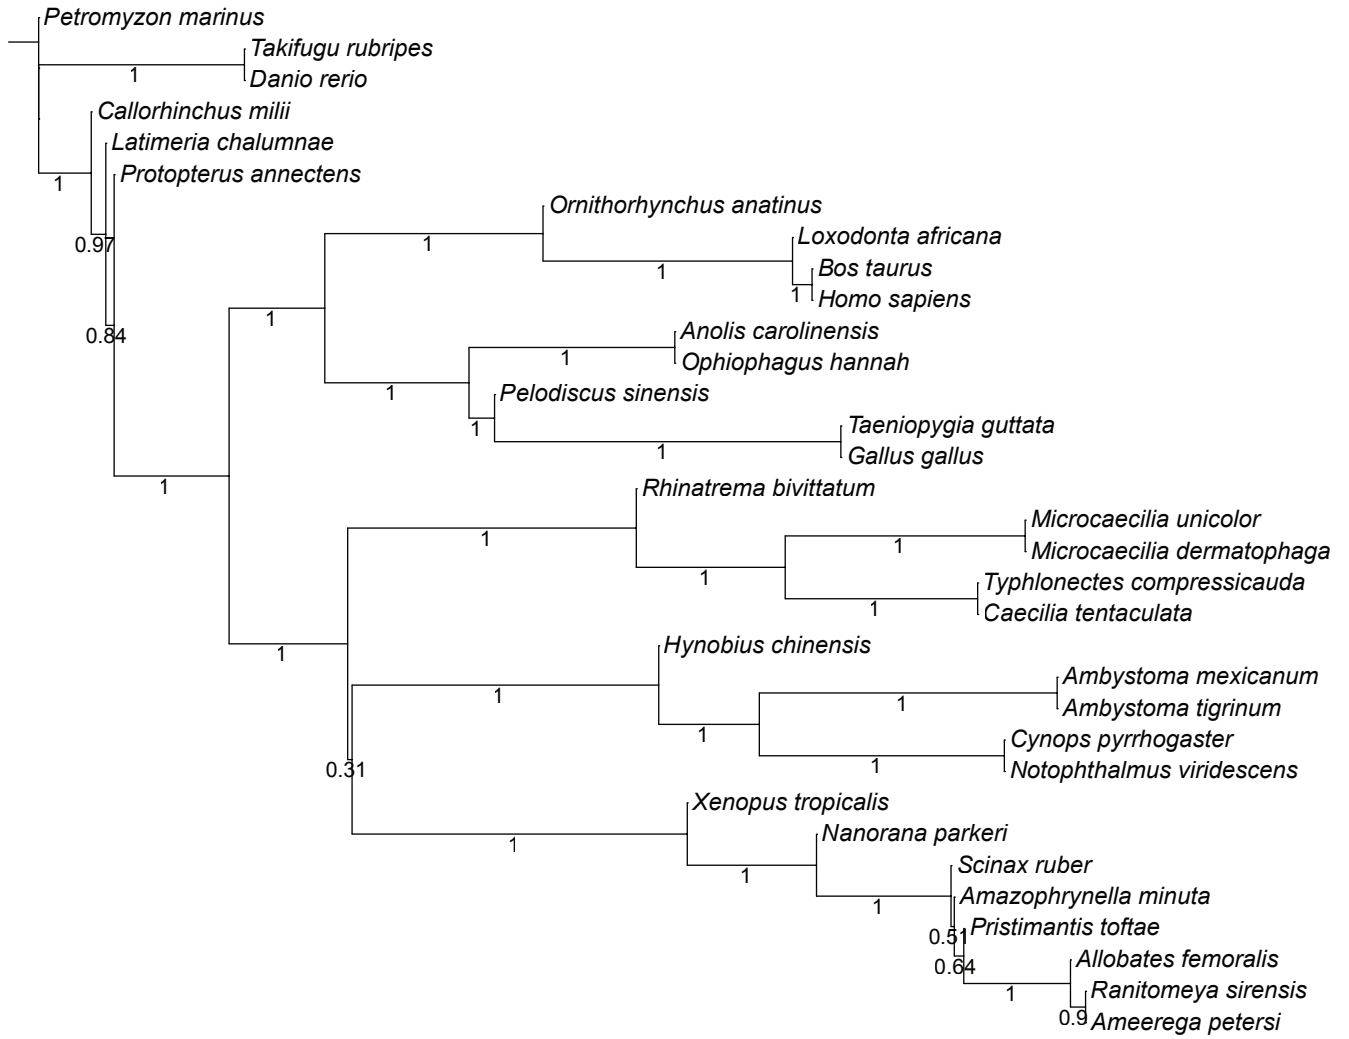 Petromyzon marinus
Takifugu rubripes
1
Danio rerio
Callorhinchus milii
Latimeria chalumnae
Protopterus annectens
1
Ornithorhynchus anatinus
0.97
1
Loxodonta africana
Bos taurus
1
1
Homo sapiens
1
Anolis carolinensis
0.84
1
Ophiophagus hannah
1
Pelodiscus sinensis
1
Taeniopygia guttata
1
Gallus gallus
1
Rhinatrema bivittatum
Microcaecilia unicolor
1
1
Microcaecilia dermatophaga
1
Typhlonectes compressicauda
1
Caecilia tentaculata
Hynobius chinensis
1
Ambystoma mexicanum
1
1
Ambystoma tigrinum
1
Cynops pyrrhogaster
0.31
1
Notophthalmus viridescens
Xenopus tropicalis
Nanorana parkeri
1
Scinax ruber
1
Amazophrynella minuta
1
Pristimantis toftae
0.51
Allobates femoralis
0.64
Ranitomeya sirensis
1
0.9
Ameerega petersi